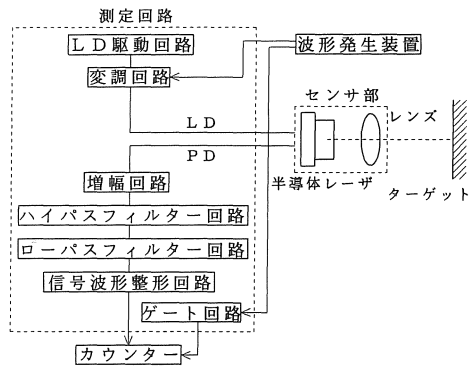 測定回路
LD駆動回路
波形発生装置
変調回路
センサ部
レンズ
LD
PD
半導体レーザ
ターゲット
増幅回路
ハイパスフィルター回路
ローパスフィルター回路
信号波形整形回路
ゲート回路
カウンター